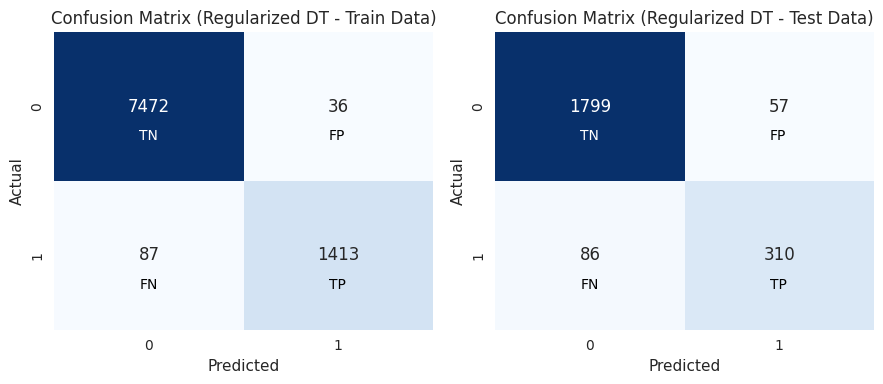 Confusion Matrix (Regularized DT - Train Data)
Actual
0
7472
TN
36
FP
1
87
FN
1413
TP
0
1
Predicted
Confusion Matrix (Regularized DT - Test Data)
Actual
0
1799
TN
57
FP
1
86
FN
310
TP
0
1
Predicted